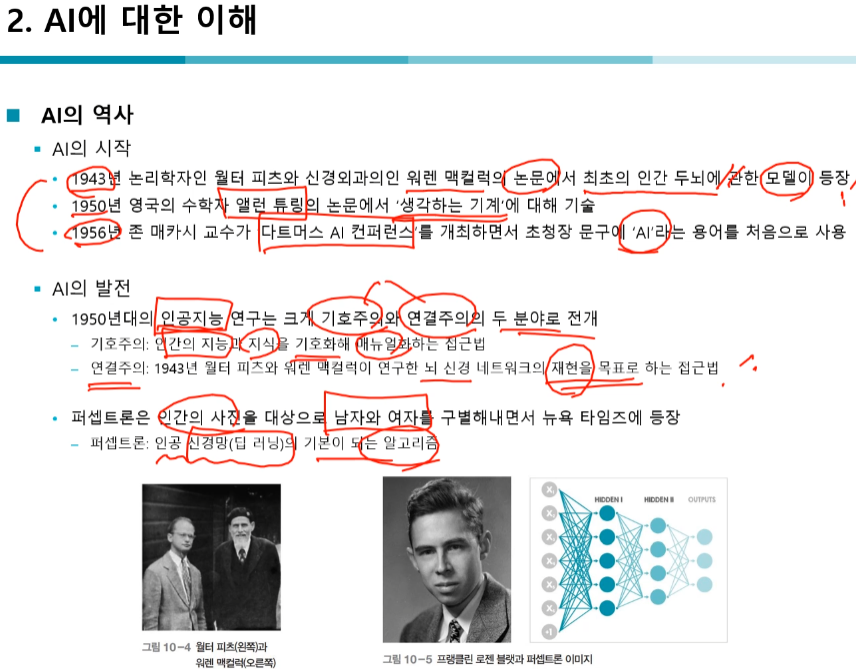 2. AI에 대한 이해
AI의 역사
AI의 시작
1943년 논리학자인 월터 피츠와 신경외과의인 워렌 맥컬럭의 논문에서 최초의 인간 두뇌에 관한 모델이 등장
1950년 영국의 수학자 앨런 튜링의 논문에서 '생각하는 기계'에 대해 기술
1956년 존 매카시 교수가 '다트머스 AI 컨퍼런스'를 개최하면서 초청장 문구에 'AI'라는 용어를 처음으로 사용
AI의 발전
1950년대의 인공지능 연구는 크게 기호주의와 연결주의의 두 분야로 전개
– 기호주의: 인간의 지능과 지식을 기호화해 매뉴얼화하는 접근법
– 연결주의: 1943년 월터 피츠와 워렌 맥컬럭이 연구한 뇌 신경 네트워크의 재현을 목표로 하는 접근법
퍼셉트론은 인간의 사진을 대상으로 남자와 여자를 구별해내면서 뉴욕 타임즈에 등장
– 퍼셉트론: 인공 신경망(딥 러닝)의 기본이 되는 알고리즘
HIDDEN I HIDDEN II OUTPUTS
X₁
X₂
X₃
X₄
X₅
-1
그림 10-4 월터 피츠(왼쪽)과
워렌 맥컬럭(오른쪽)
그림 10-5 프랭클린 로젠 블랫과 퍼셉트론 이미지